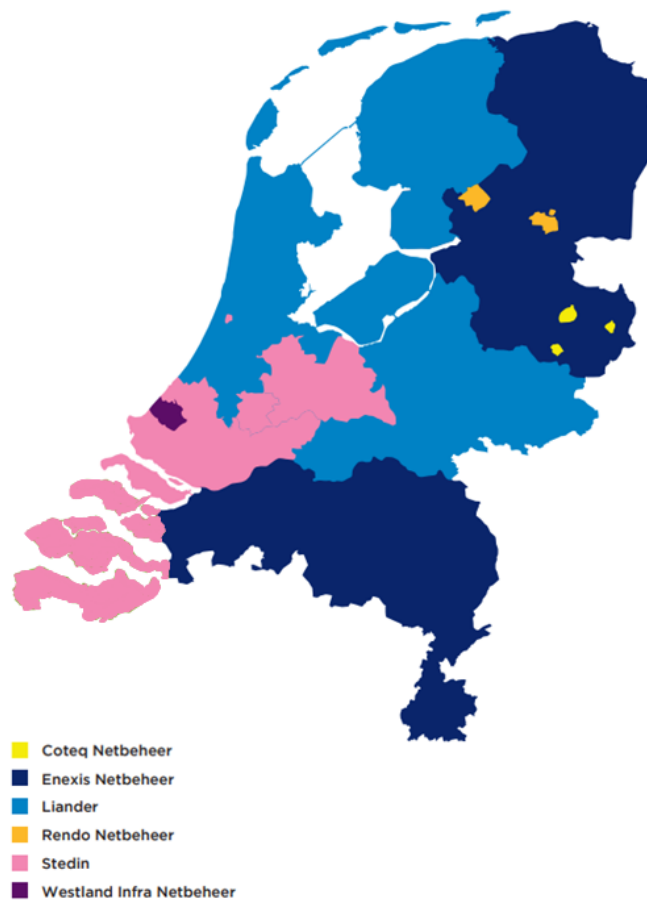 Coteq Netbeheer
Enexis Netbeheer
Liander
Rendo Netbeheer
Stedin
Westland Infra Netbeheer